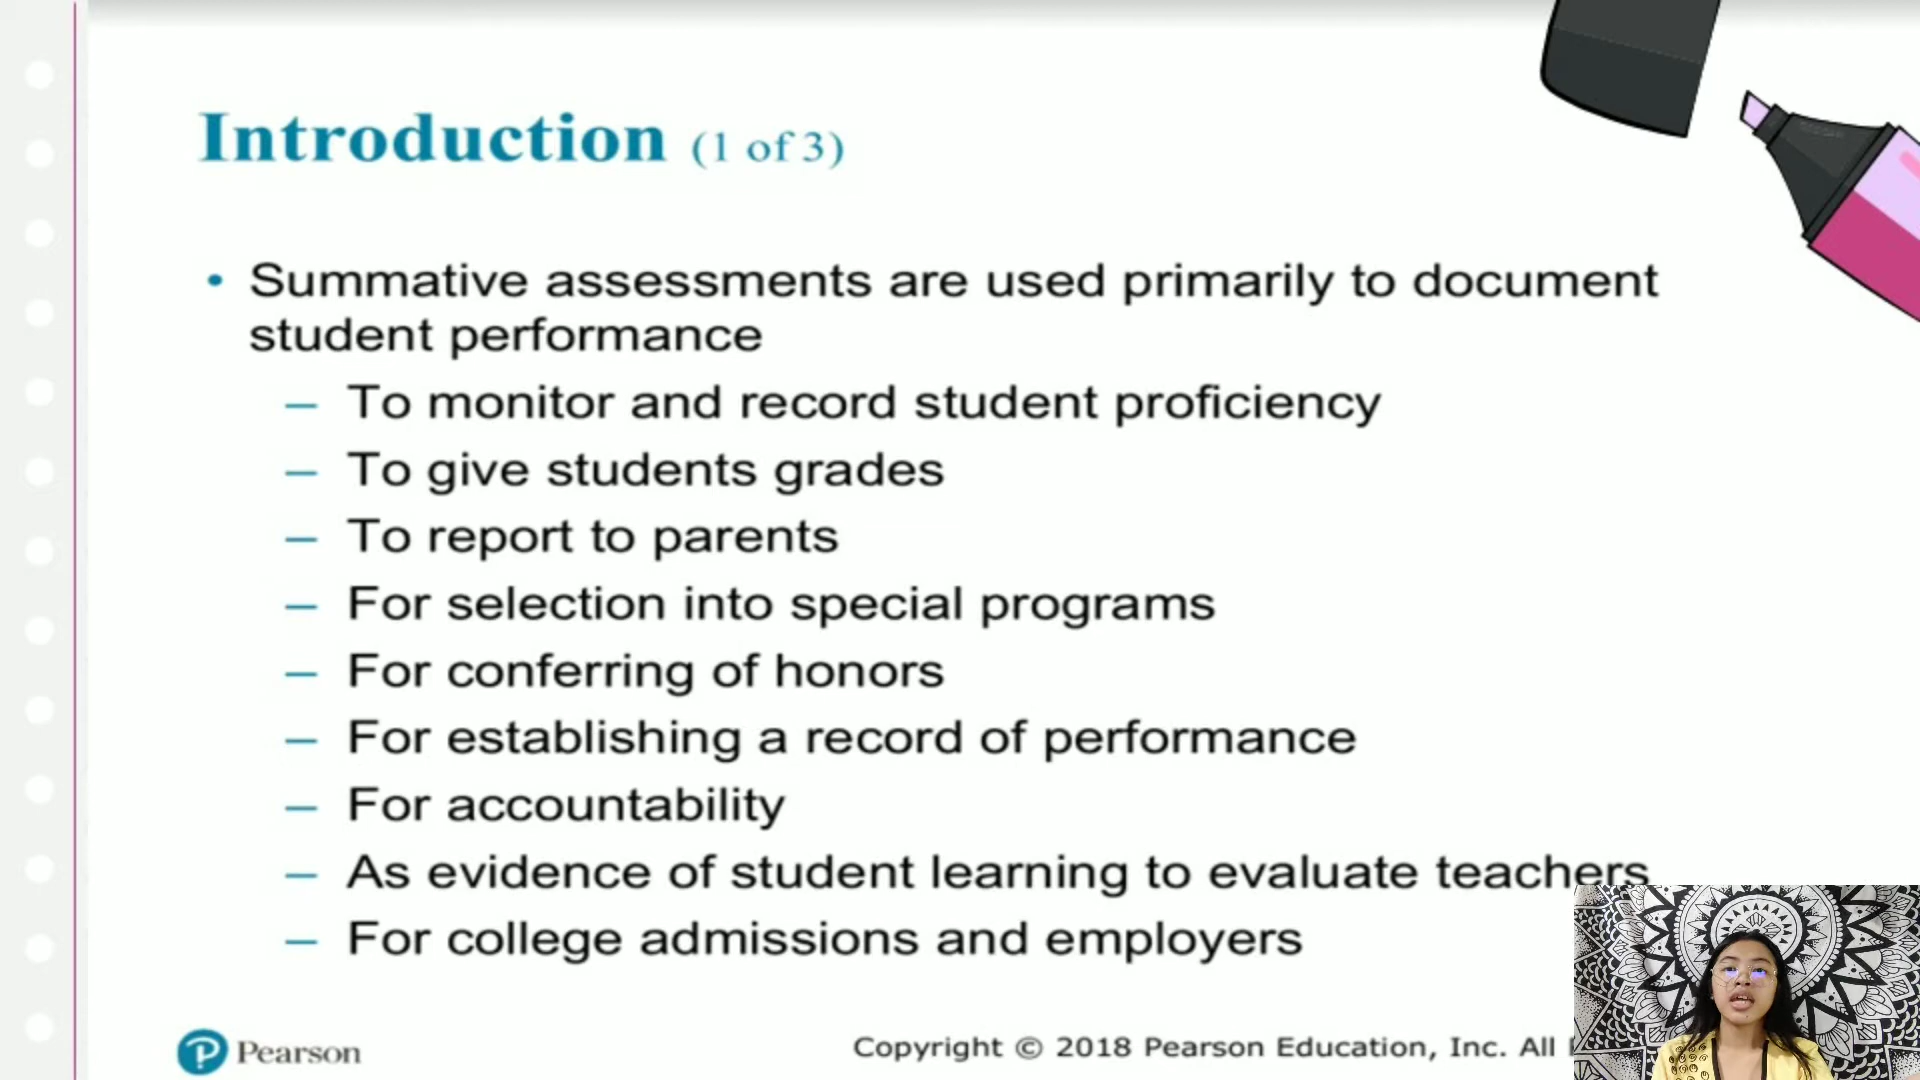 Introduction (1 of 3)
• Summative assessments are used primarily to document
student performance
– To monitor and record student proficiency
– To give students grades
– To report to parents
– For selection into special programs
– For conferring of honors
– For establishing a record of performance
– For accountability
– As evidence of student learning to evaluate teachers
– For college admissions and employers
Pearson
Copyright © 2018 Pearson Education, Inc. All